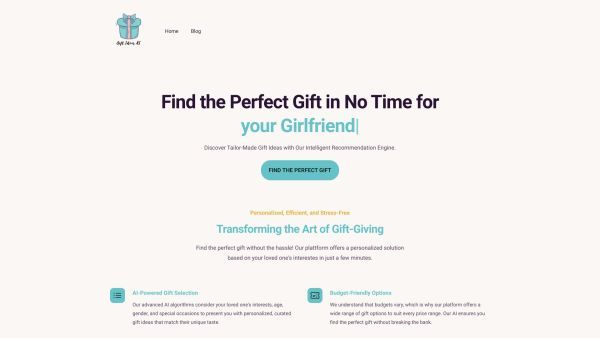 Gift Ideas AI
Home
Blog
Find the Perfect Gift in No Time for
your Girlfriend|
Discover Tailor-Made Gift Ideas with Our Intelligent Recommendation Engine.
FIND THE PERFECT GIFT
Personalized, Efficient, and Stress-Free
Transforming the Art of Gift-Giving
Find the perfect gift without the hassle! Our plattform offers a personalized solution
based on your loved one's interestes in just a few minutes.
AI-Powered Gift Selection
Our advanced AI algorithms consider your loved one's interests, age,
gender, and special occasions to present you with personalized, curated
gift ideas that match their unique taste.
Budget-Friendly Options
We understand that budgets vary, which is why our platform offers a
wide range of gift options to suit every price range. Our AI ensures you
find the perfect gift without breaking the bank.